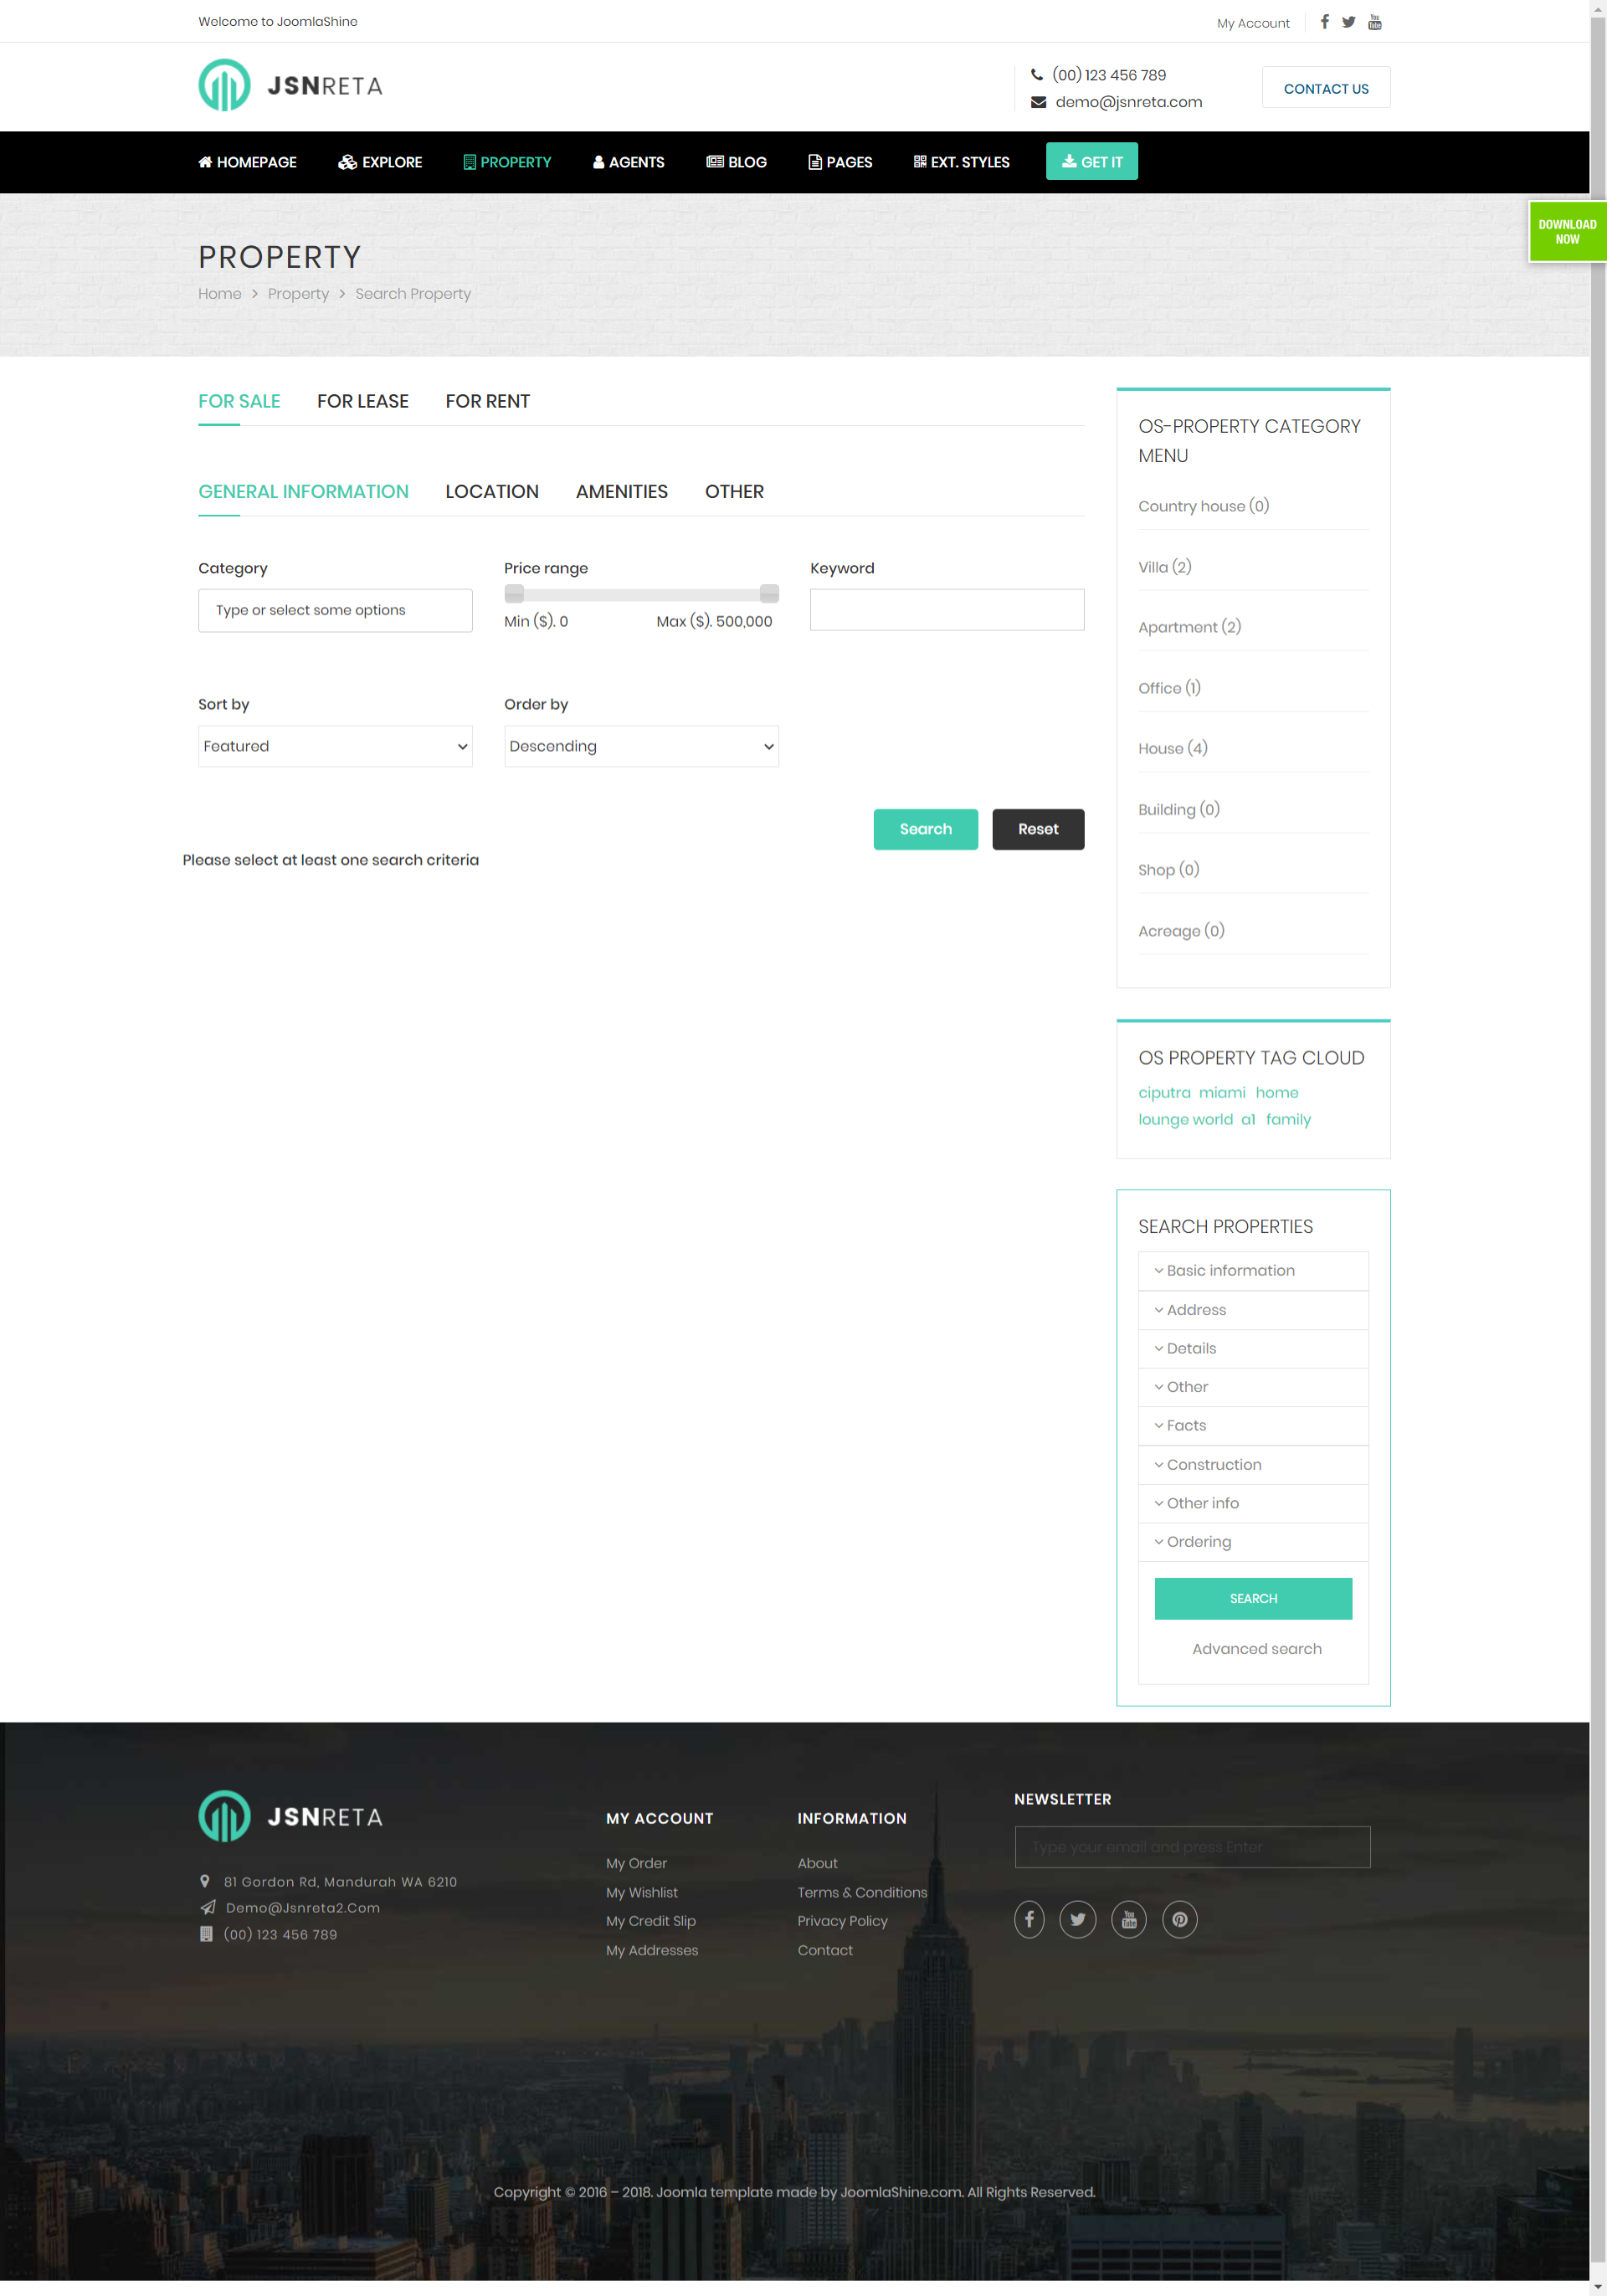 Welcome to JoomlaShine
My Account
JSNRETA
(00) 123 456 789
demo@jsnreta.com
CONTACT US
HOMEPAGE
EXPLORE
PROPERTY
AGENTS
BLOG
PAGES
EXT. STYLES
GET IT
DOWNLOAD
NOW
PROPERTY
Home > Property > Search Property
FOR SALE
FOR LEASE
FOR RENT
GENERAL INFORMATION
LOCATION
AMENITIES
OTHER
Category
Type or select some options
Price range
Min ($). 0
Max ($). 500,000
Keyword
Sort by
Featured
Order by
Descending
Search
Reset
Please select at least one search criteria
OS-PROPERTY CATEGORY
MENU
Country house (0)
Villa (2)
Apartment (2)
Office (1)
House (4)
Building (0)
Shop (0)
Acreage (0)
OS PROPERTY TAG CLOUD
ciputra miami home
lounge world a1 family
SEARCH PROPERTIES
Basic information
Address
Details
Other
Facts
Construction
Other info
Ordering
SEARCH
Advanced search
JSNRETA
81 Gordon Rd, Mandurah WA 6210
Demo@Jsnreta2.Com
(00) 123 456 789
MY ACCOUNT
My Order
My Wishlist
My Credit Slip
My Addresses
INFORMATION
About
Terms & Conditions
Privacy Policy
Contact
NEWSLETTER
Type your email and press Enter
You
Tube
Copyright © 2016 – 2018. Joomla template made by JoomlaShine.com. All Rights Reserved.